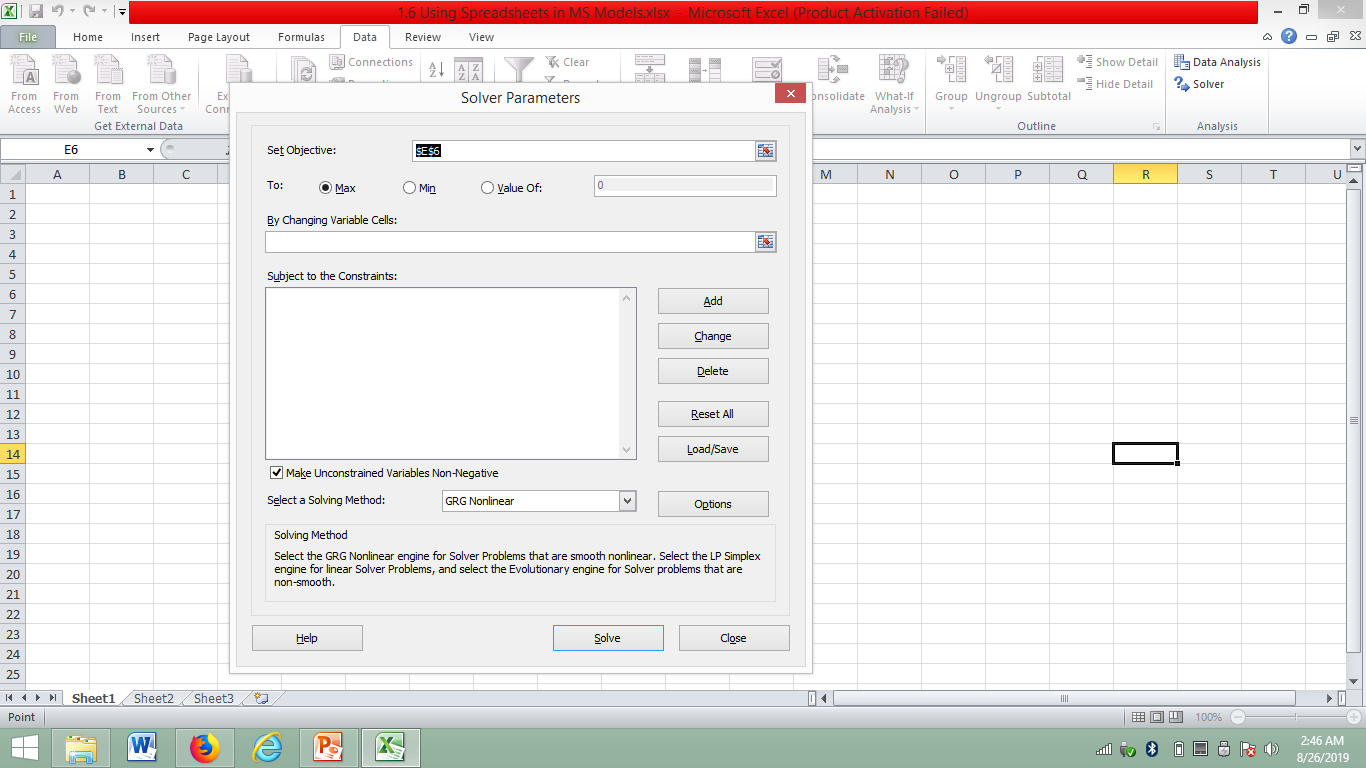 1.6 Using Spreadsheets in MS Models.xlsx - Microsoft Excel (Product Activation Failed)
File Home Insert Page Layout Formulas Data Review View
From Access
From Web
From Text
From Other Sources
Connections
Clear
What-If Analysis
Group
Ungroup
Subtotal
Show Detail
Hide Detail
Data Analysis
Solver
Get External Data
Outline
Analysis
E6
A B C M N O P Q R S T U
1
2
3
4
5
6
7
8
9
10
11
12
13
14
15
16
17
18
19
20
21
22
23
24
25
Solver Parameters
Set Objective: $E$6
To: Max Min Value Of: 0
By Changing Variable Cells:
Subject to the Constraints:
Add
Change
Delete
Reset All
Load/Save
Make Unconstrained Variables Non-Negative
Select a Solving Method: GRG Nonlinear Options
Solving Method
Select the GRG Nonlinear engine for Solver Problems that are smooth nonlinear. Select the LP Simplex
engine for linear Solver Problems, and select the Evolutionary engine for Solver problems that are
non-smooth.
Help Solve Close
Sheet1 Sheet2 Sheet3
Point 100%
2:46 AM
8/26/2019